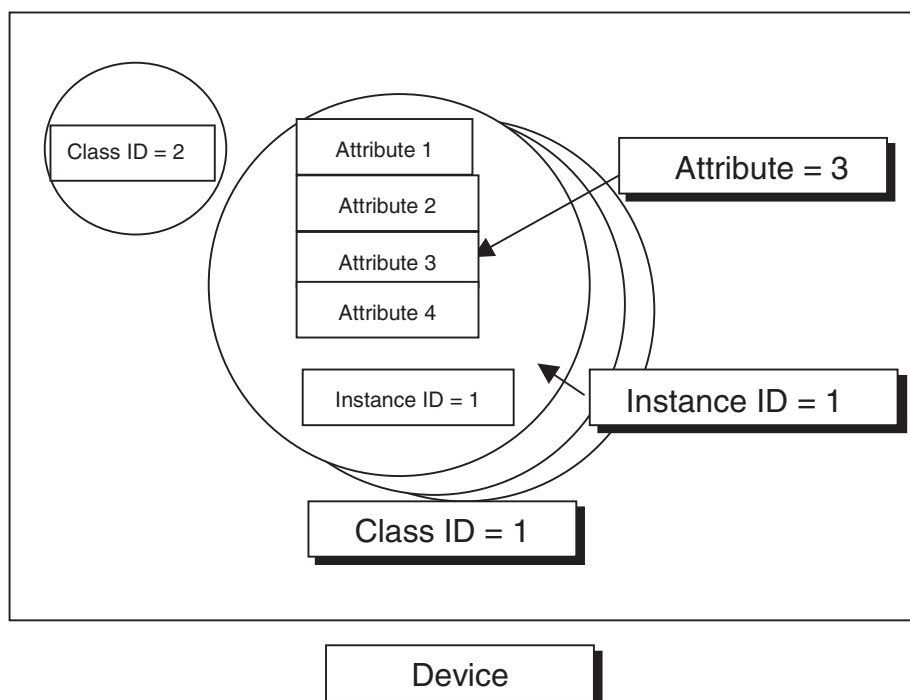 Class ID = 2
Attribute 1
Attribute 2
Attribute 3
Attribute 4
Instance ID = 1
Attribute = 3
Instance ID = 1
Class ID = 1
Device